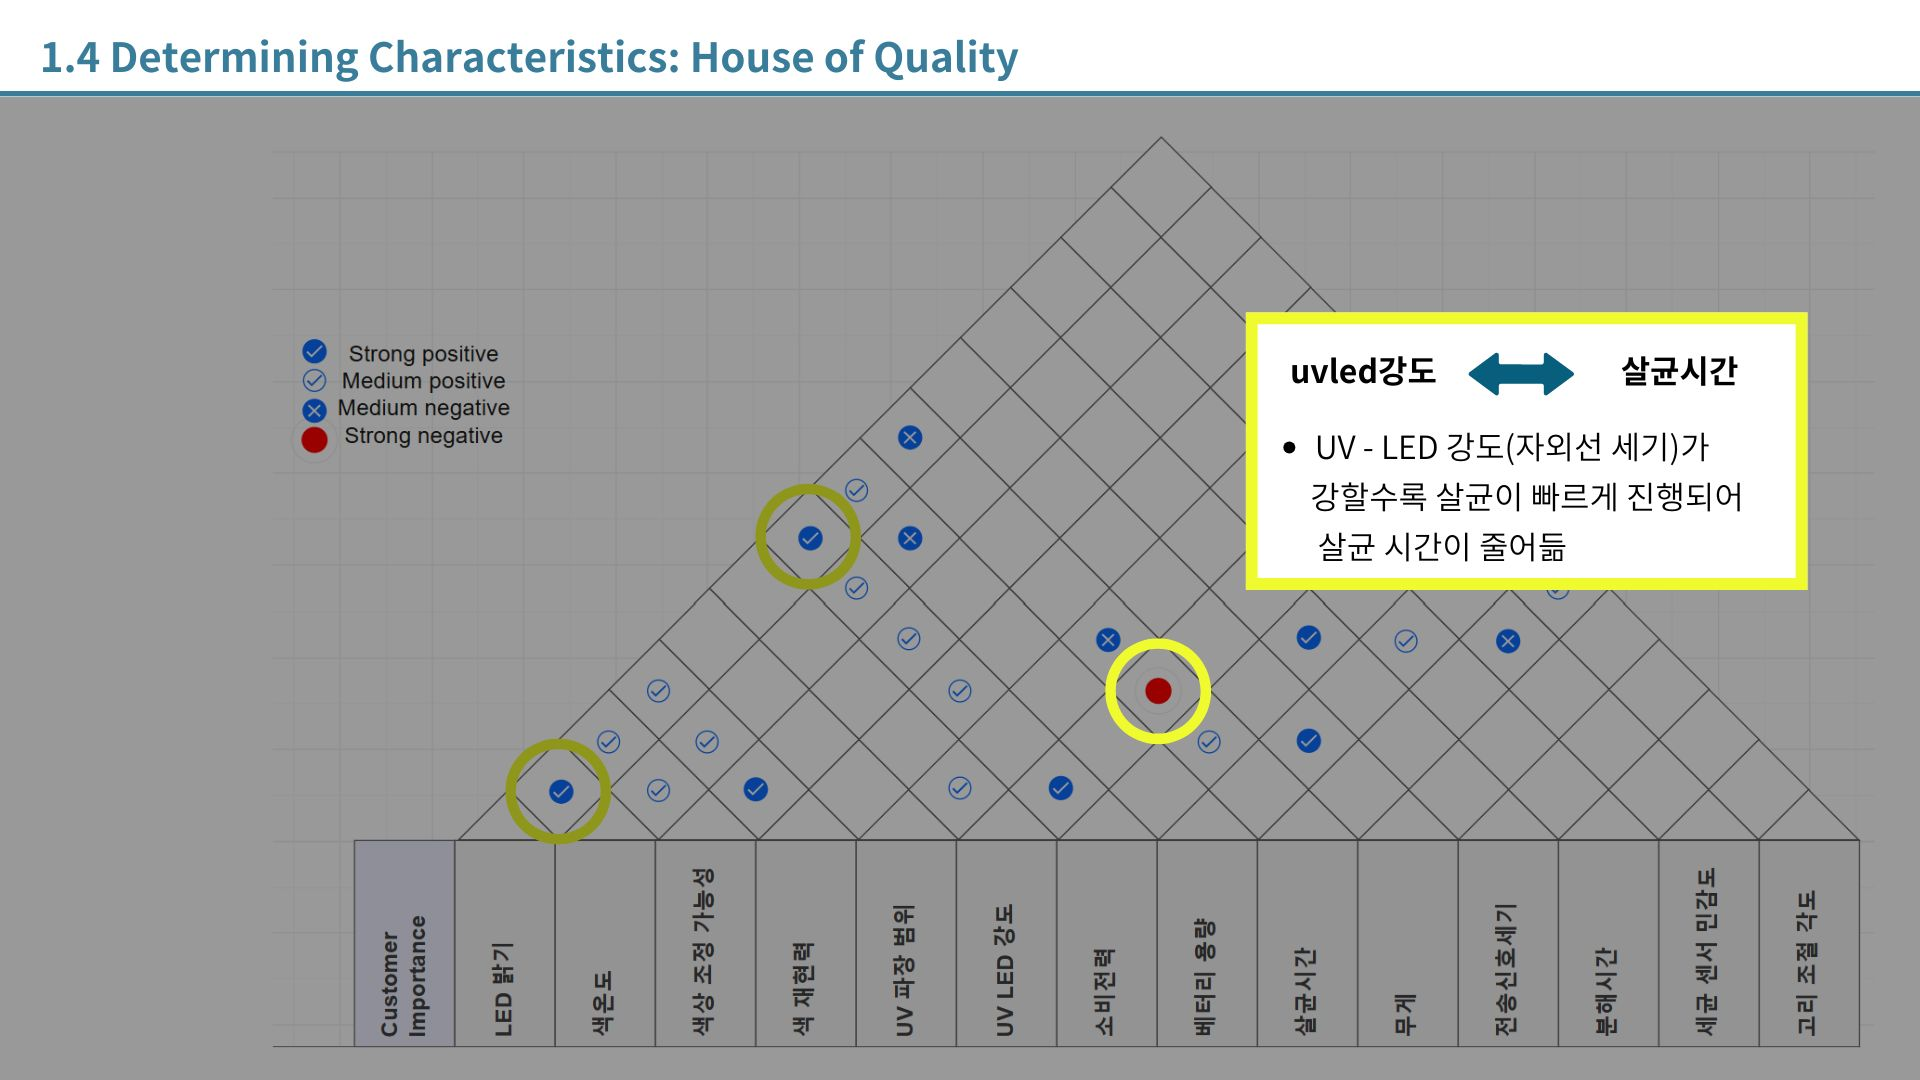 1.4 Determining Characteristics: House of Quality
Strong positive
Medium positive
Medium negative
Strong negative
uvled강도
살균시간
UV - LED 강도(자외선 세기)가
강할수록 살균이 빠르게 진행되어
살균 시간이 줄어듦
Customer
Importance
LED 밝기
색온도
색상 조정 가능성
색 재현력
UV 파장 범위
UV LED 강도
소비전력
베터리 용량
살균시간
무게
전송신호세기
분해시간
세균 센서 민감도
고리 조절 각도